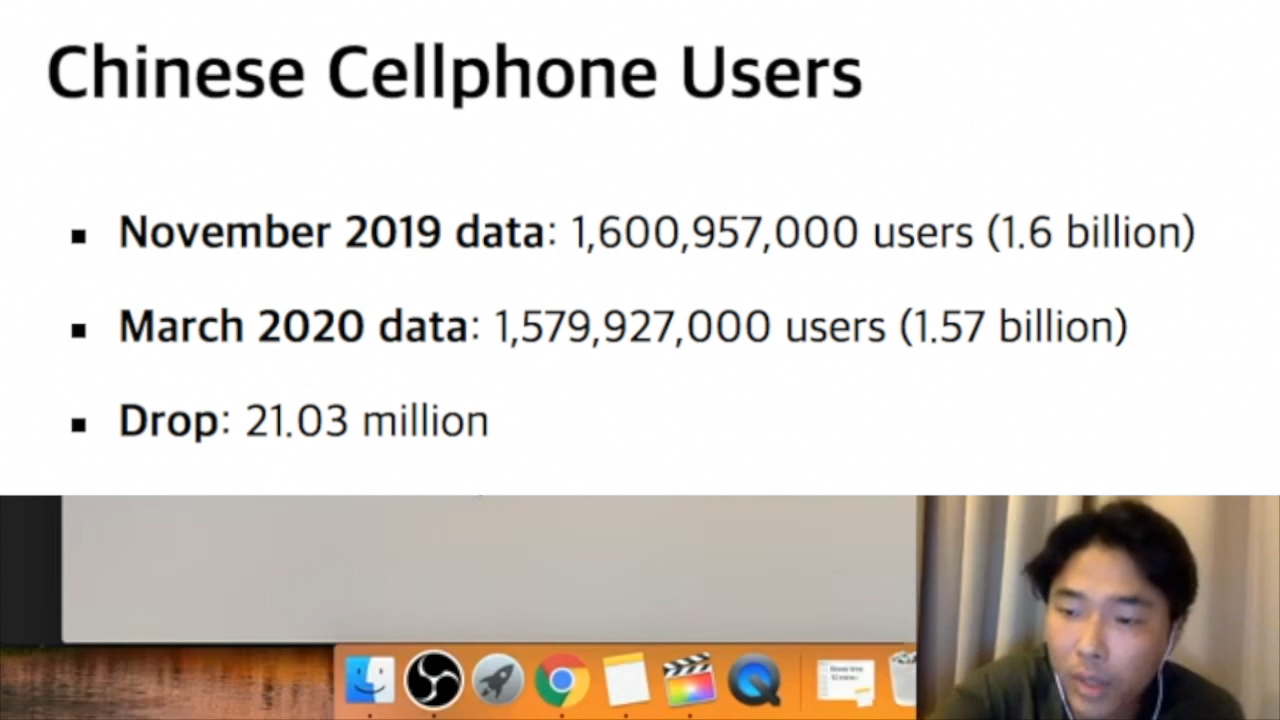 Chinese Cellphone Users
▪ November 2019 data: 1,600,957,000 users (1.6 billion)
▪ March 2020 data: 1,579,927,000 users (1.57 billion)
▪ Drop: 21.03 million